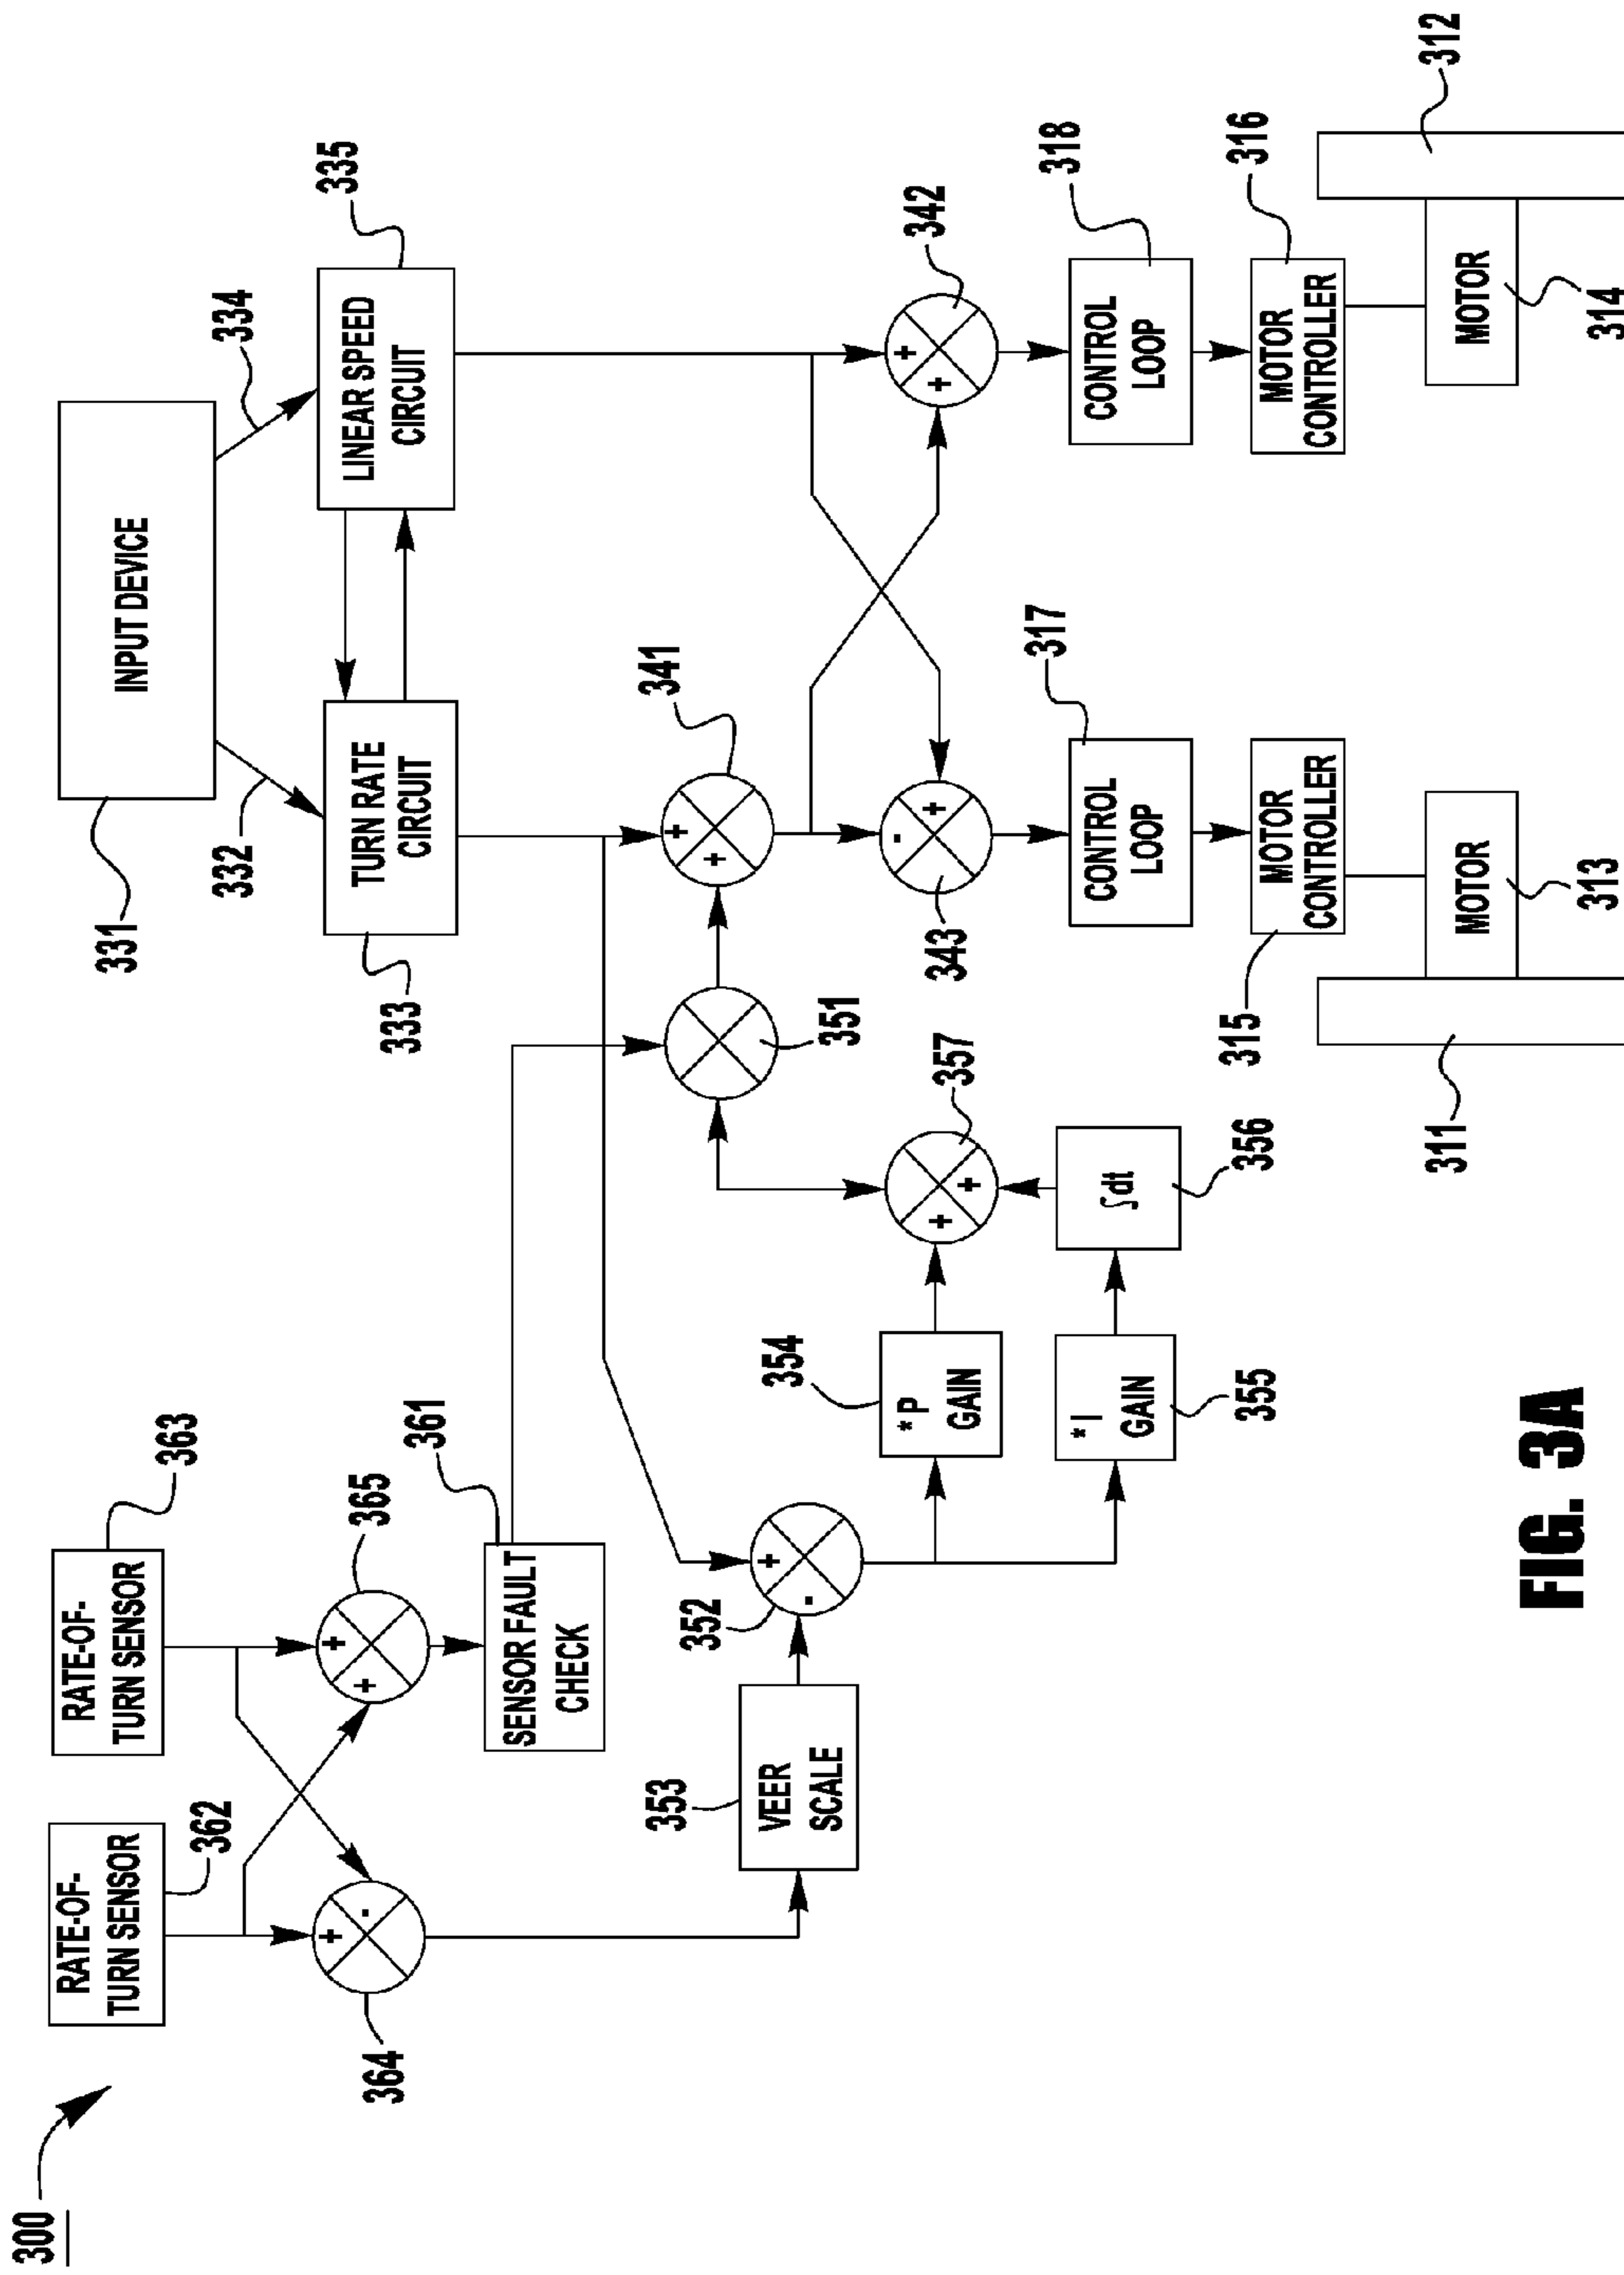 300
RATE-OF-
TURN SENSOR
362
RATE-OF-
TURN SENSOR
363
INPUT DEVICE
331
332
334
TURN RATE
CIRCUIT
333
LINEAR SPEED
CIRCUIT
335
364
+
-
365
+
+
SENSOR FAULT
CHECK
361
341
+
+
351
352
+
-
VEER
SCALE
353
*P
GAIN
354
*I
GAIN
355
∫dt
356
357
+
+
343
-
+
342
+
+
CONTROL
LOOP
317
CONTROL
LOOP
318
MOTOR
CONTROLLER
315
MOTOR
CONTROLLER
316
MOTOR
313
MOTOR
314
311
312
FIG. 3A